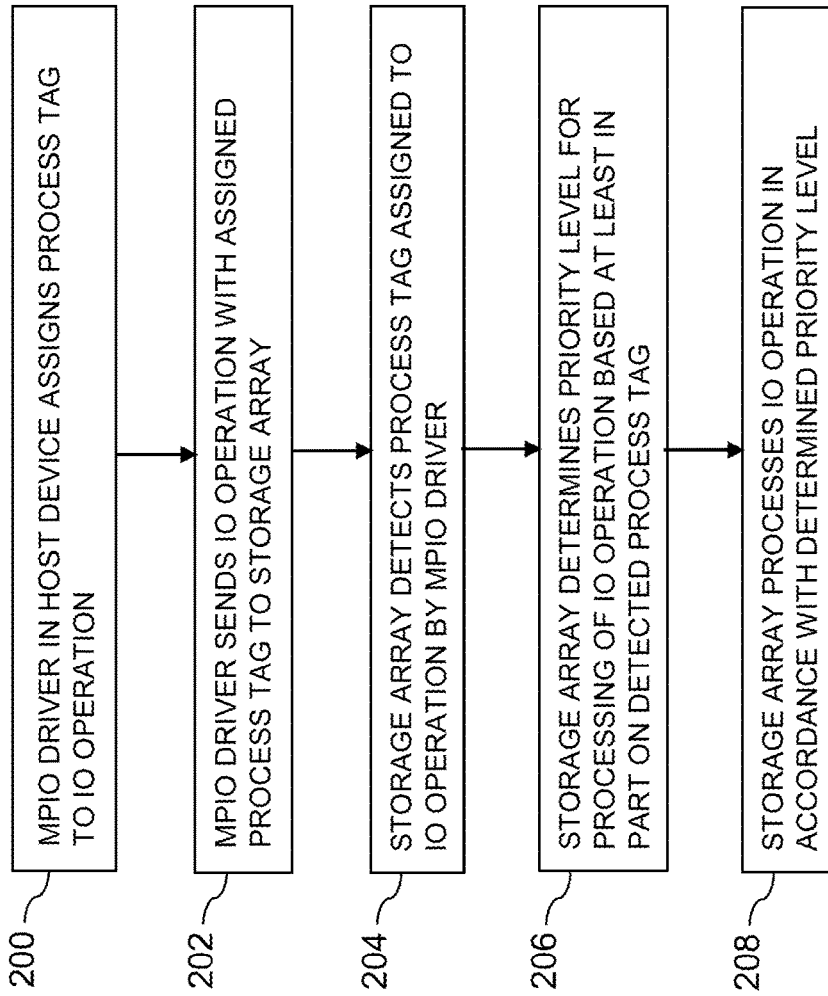 200
MPIO DRIVER IN HOST DEVICE ASSIGNS PROCESS TAG
TO IO OPERATION
202
MPIO DRIVER SENDS IO OPERATION WITH ASSIGNED
PROCESS TAG TO STORAGE ARRAY
204
STORAGE ARRAY DETECTS PROCESS TAG ASSIGNED TO
IO OPERATION BY MPIO DRIVER
206
STORAGE ARRAY DETERMINES PRIORITY LEVEL FOR
PROCESSING OF IO OPERATION BASED AT LEAST IN
PART ON DETECTED PROCESS TAG
208
STORAGE ARRAY PROCESSES IO OPERATION IN
ACCORDANCE WITH DETERMINED PRIORITY LEVEL